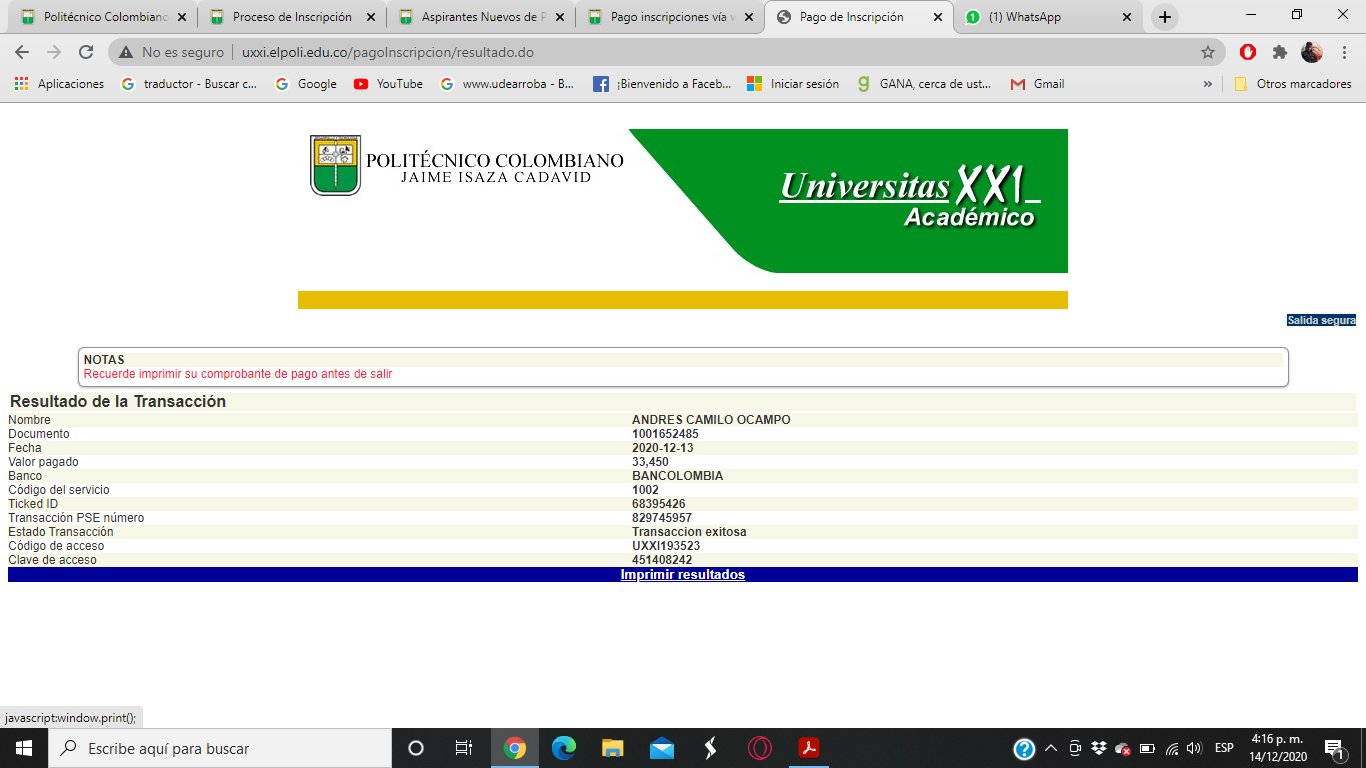 Politécnico Colombiano
Proceso de Inscripción
Aspirantes Nuevos de P
Pago inscripciones vía v
Pago de Inscripción
(1) WhatsApp
No es seguro | uxxi.elpoli.edu.co/pagoInscripcion/resultado.do
Aplicaciones
traductor - Buscar c...
Google
YouTube
www.udearroba - B...
¡Bienvenido a Faceb...
Iniciar sesión
GANA, cerca de ust...
Gmail
»
Otros marcadores
POLITÉCNICO COLOMBIANO
JAIME ISAZA CADAVID
Universitas XXI_
Académico
Salida segura
NOTAS
Recuerde imprimir su comprobante de pago antes de salir
Resultado de la Transacción
Nombre ANDRES CAMILO OCAMPO
Documento 1001652485
Fecha 2020-12-13
Valor pagado 33,450
Banco BANCOLOMBIA
Código del servicio 1002
Ticked ID 68395426
Transacción PSE número 829745957
Estado Transacción Transaccion exitosa
Código de acceso UXXI193523
Clave de acceso 451408242
Imprimir resultados
javascript:window.print();
Escribe aquí para buscar
ESP
4:16 p. m.
14/12/2020
1